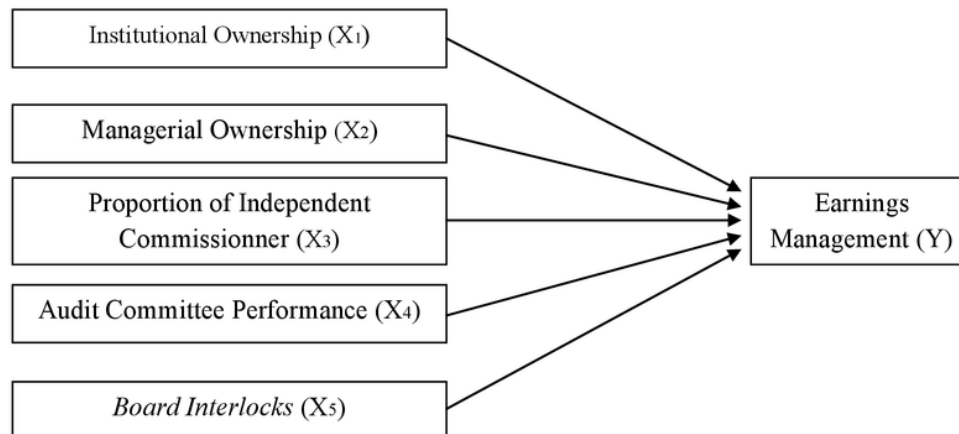 Institutional Ownership (X1)
Managerial Ownership (X2)
Proportion of Independent
Commissionner (X3)
Audit Committee Performance (X4)
Board Interlocks (X5)
Earnings
Management (Y)